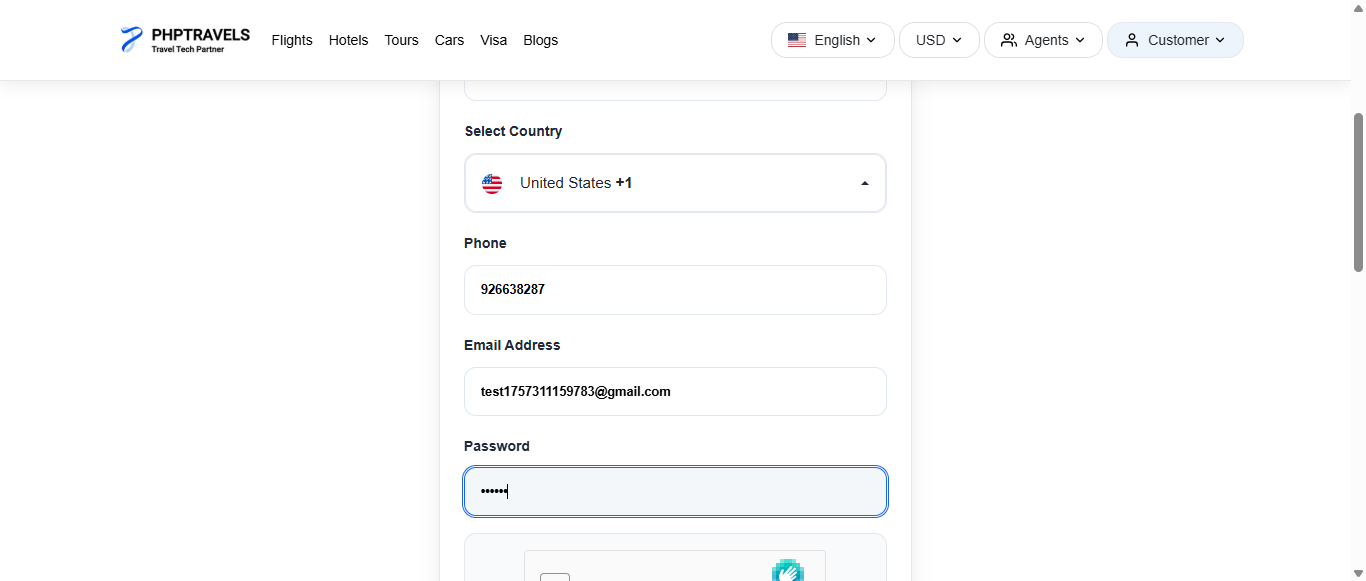 PHPTRAVELS
Travel Tech Partner
Flights Hotels Tours Cars Visa Blogs
English USD Agents Customer
Select Country
United States +1
Phone
926638287
Email Address
test1757311159783@gmail.com
Password
••••••